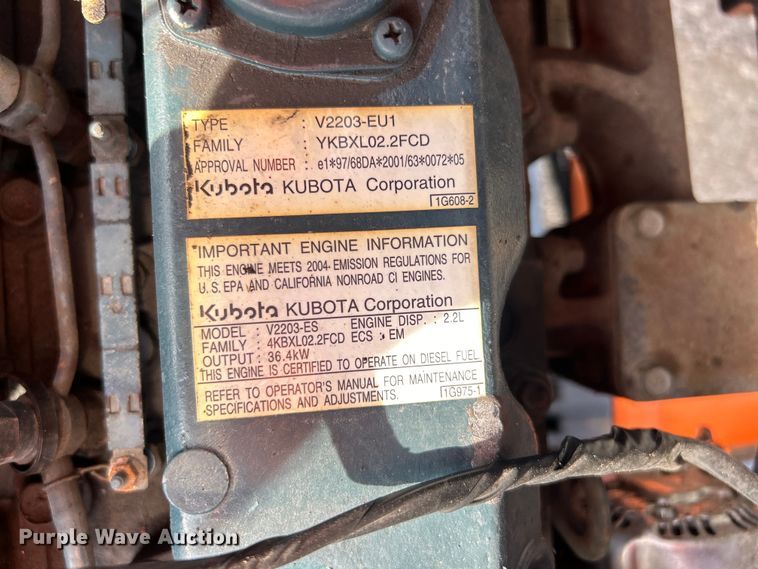 TYPE : V2203-EU1
FAMILY : YKBXL02.2FCD
APPROVAL NUMBER : e1*97/68DA*2001/63*0072*05
Kubota KUBOTA Corporation
1G608-2
IMPORTANT ENGINE INFORMATION
THIS ENGINE MEETS 2004 EMISSION REGULATIONS FOR
U.S. EPA AND CALIFORNIA NONROAD CI ENGINES.
Kubota KUBOTA Corporation
MODEL : V2203-ES ENGINE DISP. : 2.2L
FAMILY : 4KBXL02.2FCD ECS : EM
OUTPUT : 36.4kW
THIS ENGINE IS CERTIFIED TO OPERATE ON DIESEL FUEL
REFER TO OPERATOR'S MANUAL FOR MAINTENANCE
SPECIFICATIONS AND ADJUSTMENTS.
1G975-1
Purple Wave Auction